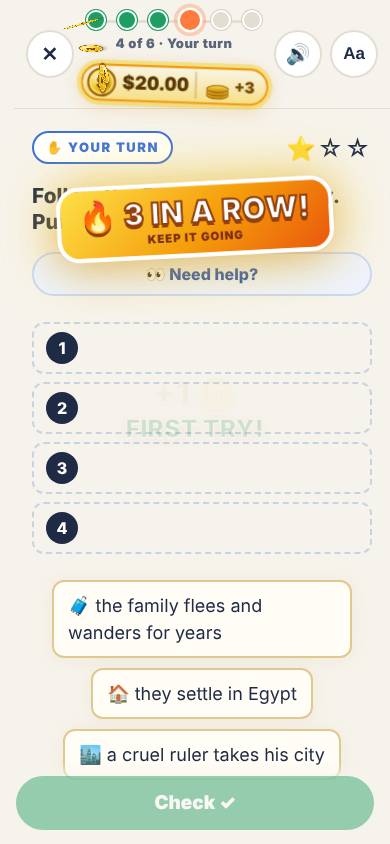 4 of 6 · Your turn
Aa
$20.00
+3
YOUR TURN
3 IN A ROW!
KEEP IT GOING
Need help?
1
2
FIRST TRY!
3
4
the family flees and
wanders for years
they settle in Egypt
a cruel ruler takes his city
Check ✓